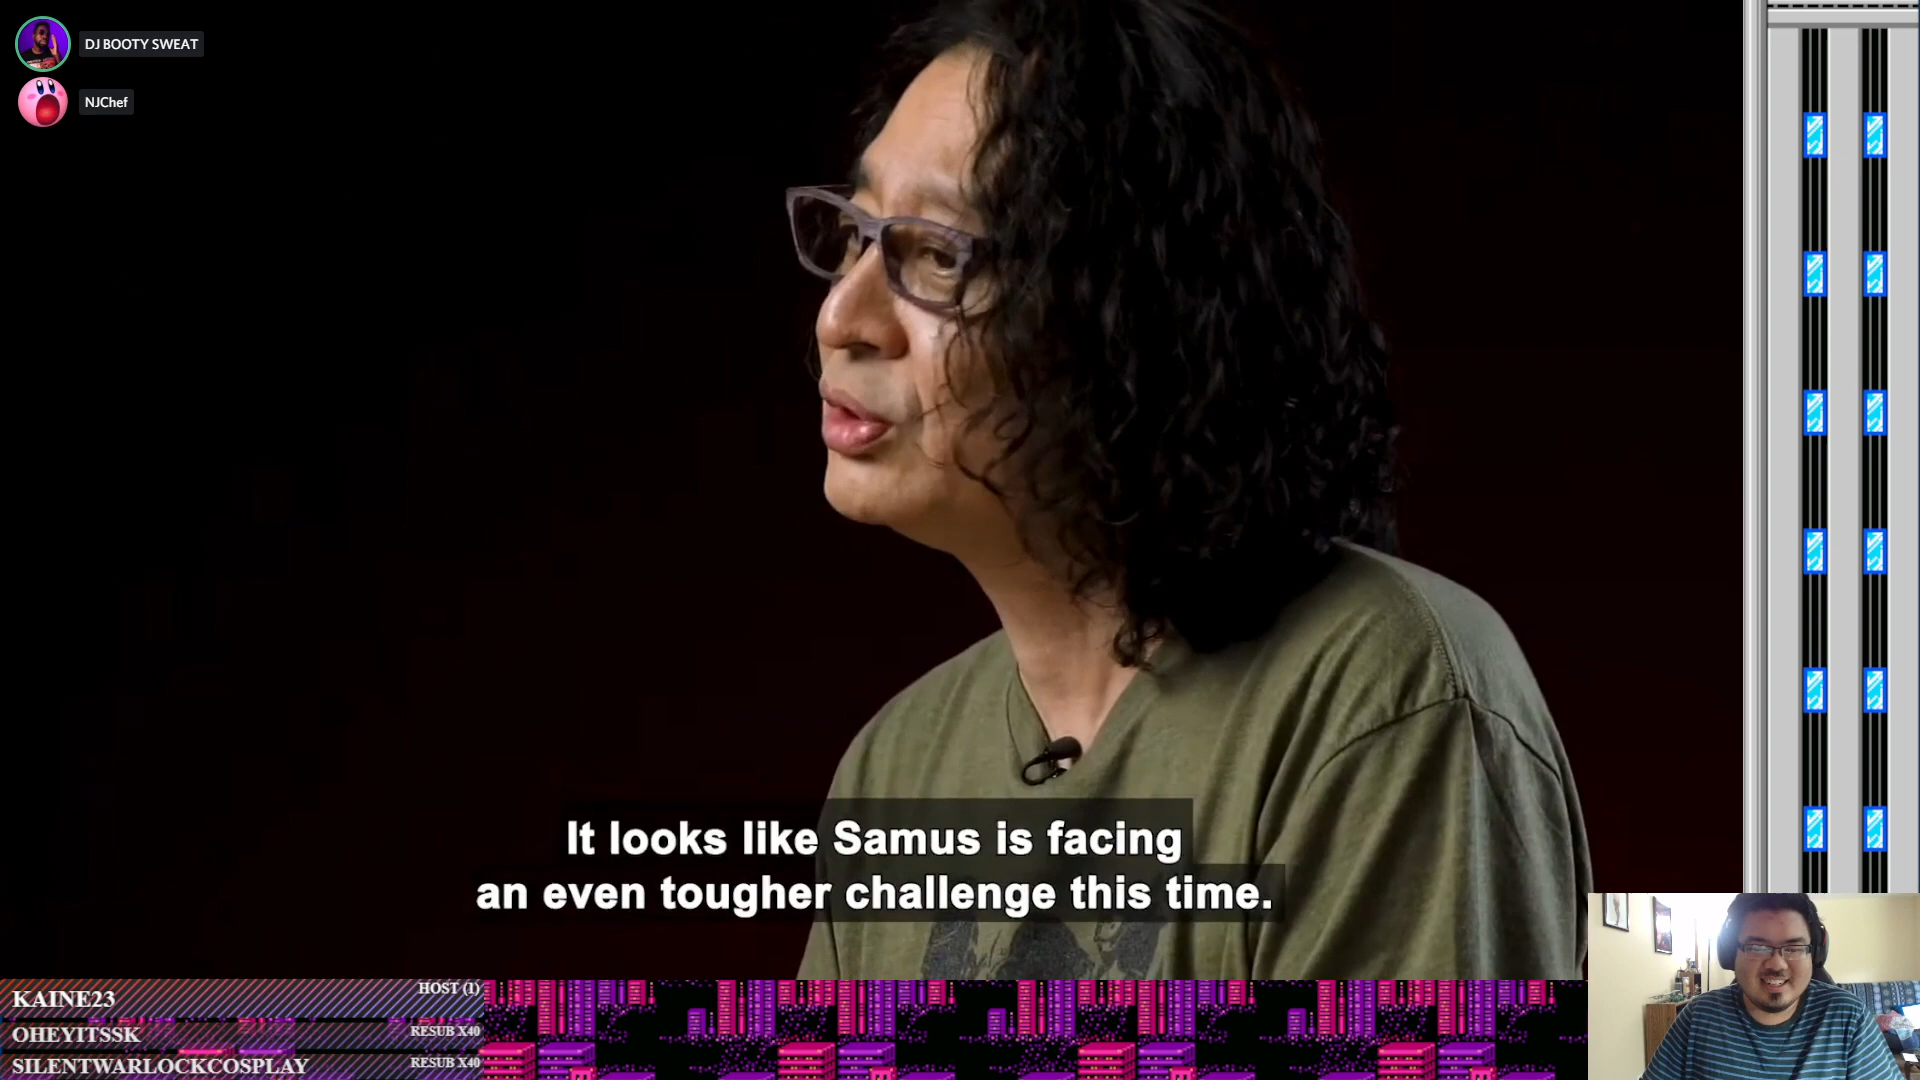 DJ BOOTY SWEAT
NJChef
It looks like Samus is facing
an even tougher challenge this time.
KAINE23 HOST (1)
OHEYITSSK RESUB X40
SILENTWARLOCKCOSPLAY RESUB X40